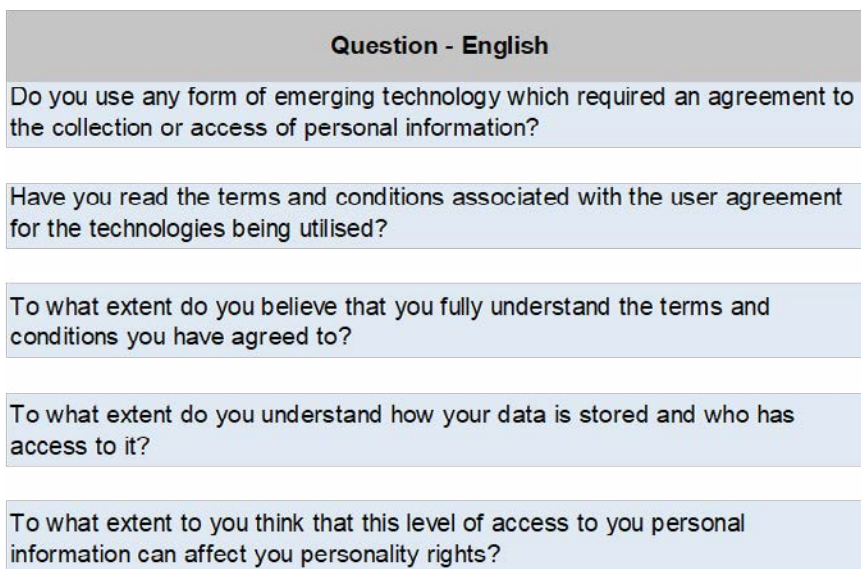 Question - English
Do you use any form of emerging technology which required an agreement to
the collection or access of personal information?
Have you read the terms and conditions associated with the user agreement
for the technologies being utilised?
To what extent do you believe that you fully understand the terms and
conditions you have agreed to?
To what extent do you understand how your data is stored and who has
access to it?
To what extent to you think that this level of access to you personal
information can affect you personality rights?